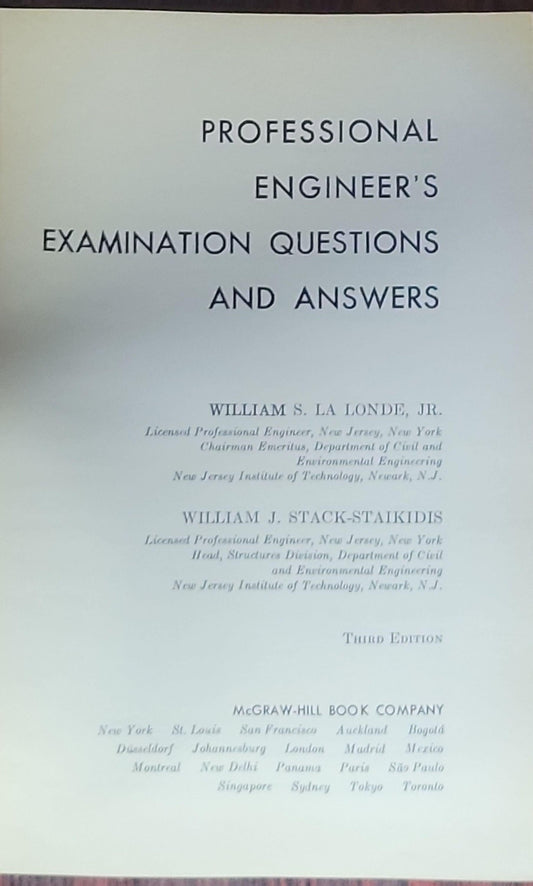 PROFESSIONAL
ENGINEER'S
EXAMINATION QUESTIONS
AND ANSWERS
WILLIAM S. LA LONDE, JR.
Licensed Professional Engineer, New Jersey, New York
Chairman Emeritus, Department of Civil and
Environmental Engineering
New Jersey Institute of Technology, Newark, N.J.
WILLIAM J. STACK-STAIKIDIS
Licensed Professional Engineer, New Jersey, New York
Head, Structures Division, Department of Civil
and Environmental Engineering
New Jersey Institute of Technology, Newark, N.J.
THIRD EDITION
McGRAW-HILL BOOK COMPANY
New York St. Louis San Francisco Auckland Bogotá
Düsseldorf Johannesburg London Madrid Mexico
Montreal New Delhi Panama Paris São Paulo
Singapore Sydney Tokyo Toronto